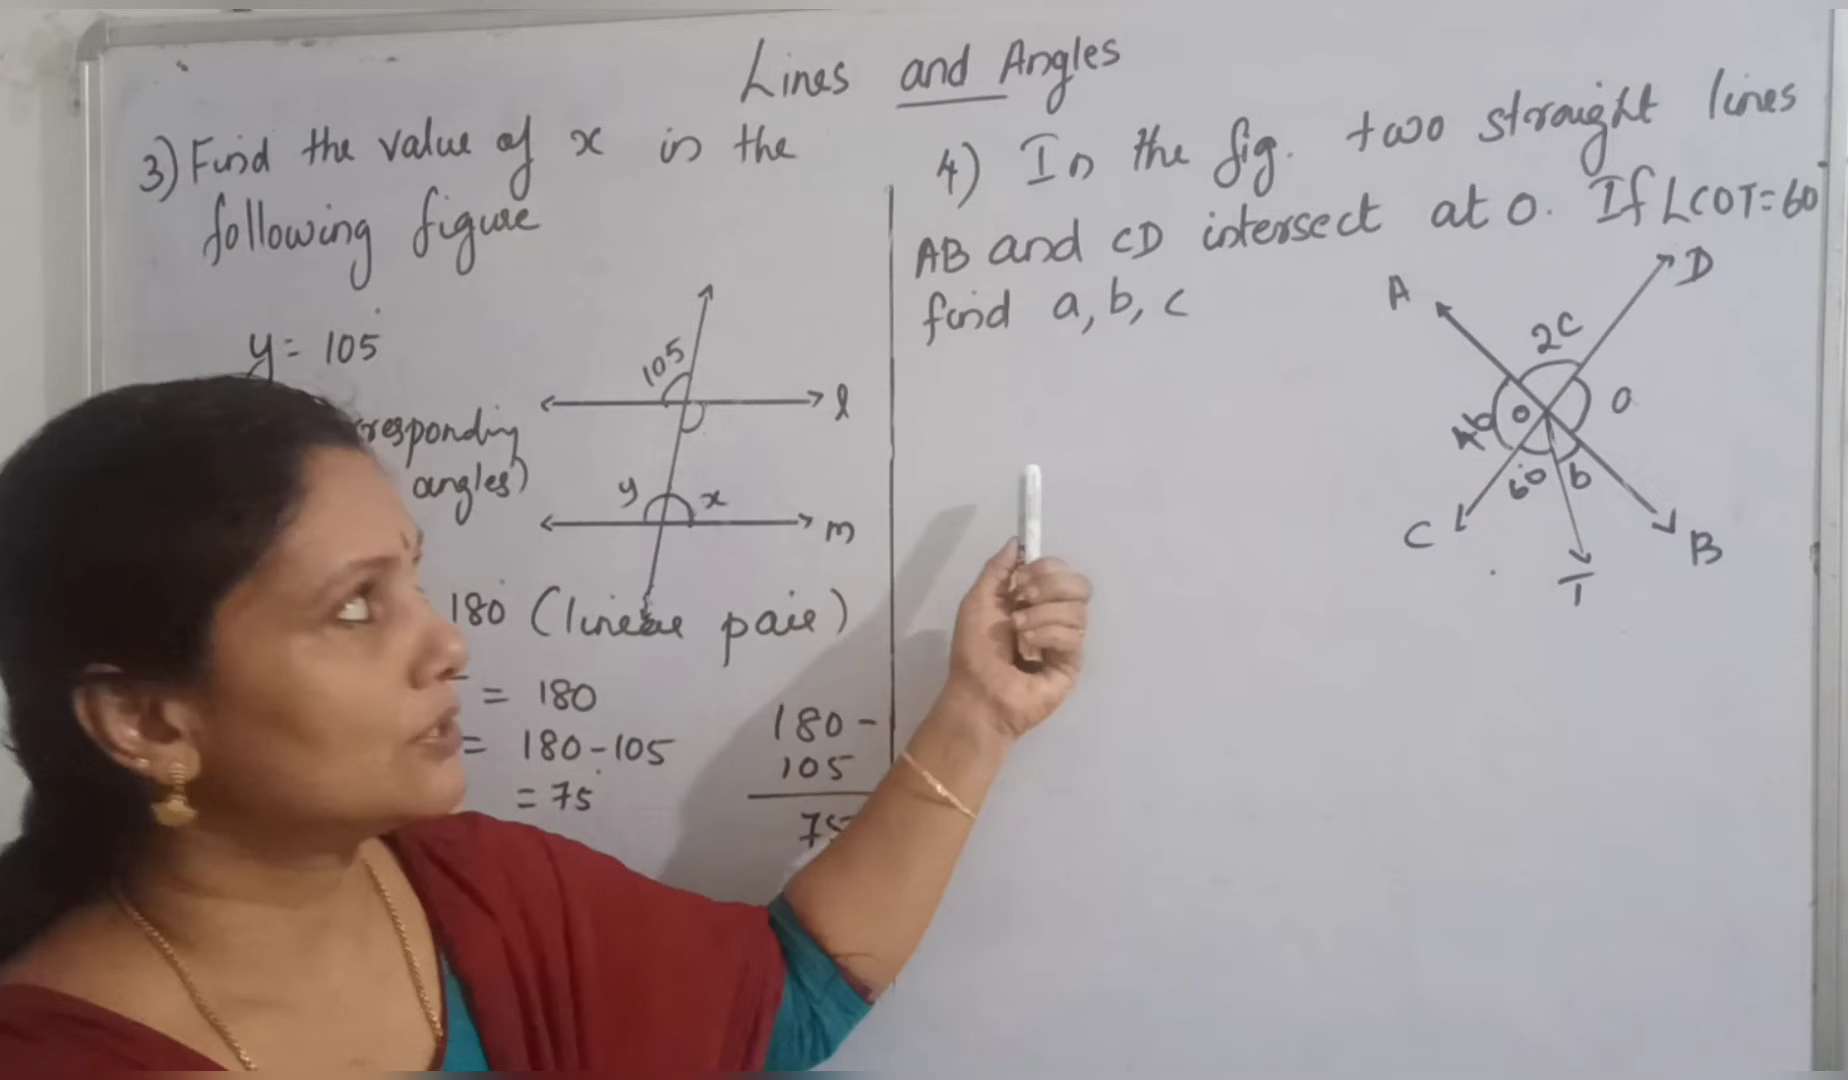 Lines and Angles
3) Find the value of x in the
following figure
y = 105°
angles)
180° (linear pair)
= 180
= 180-105
= 75°
180 -
105
105
l
y x
m
4) In the fig. two straight lines
AB and CD intersect at O. If ∠COT=60°
find a, b, c
A D
2c
O
60 b
C B
T